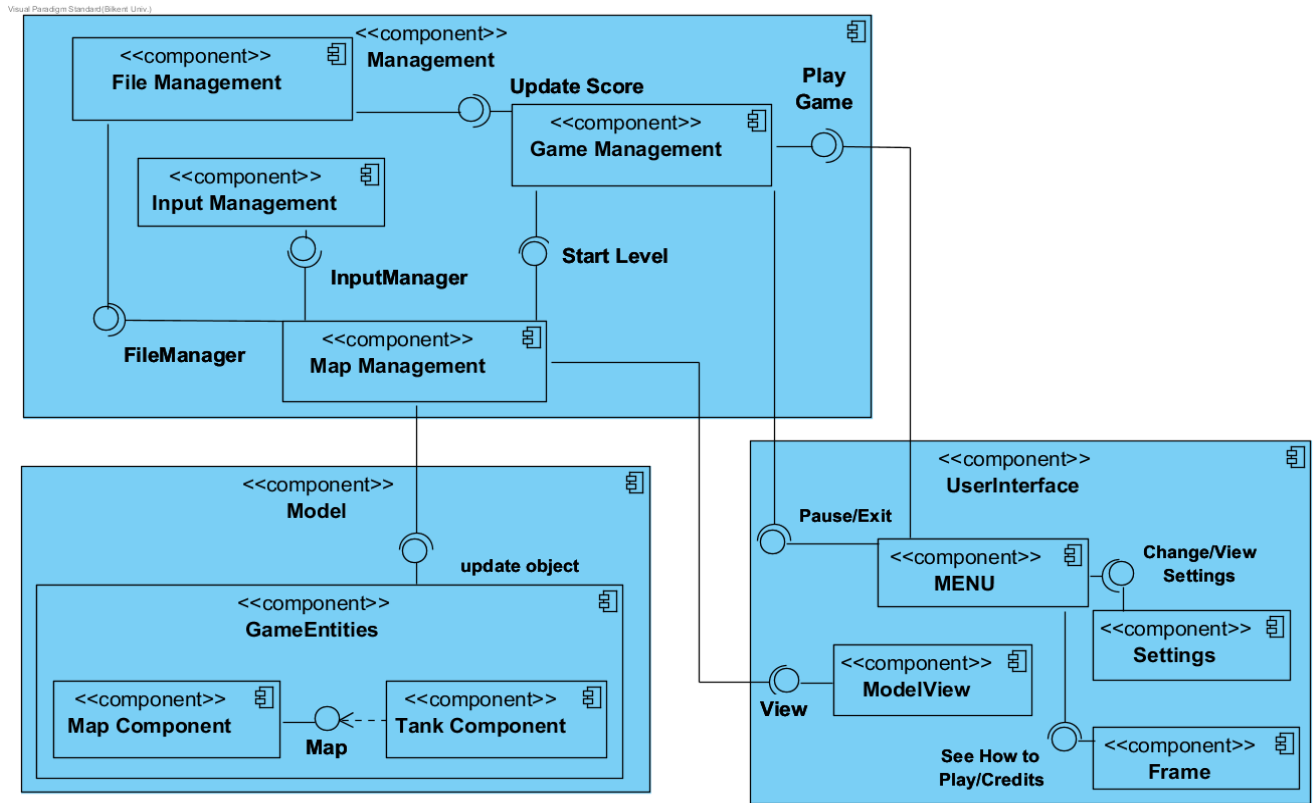 Visual Paradigm Standard(Bilkent Univ.)
<<component>>
Management
<<component>>
File Management
Update Score
Play
Game
<<component>>
Game Management
<<component>>
Input Management
InputManager
Start Level
FileManager
<<component>>
Map Management
<<component>>
Model
update object
<<component>>
GameEntities
<<component>>
Map Component
Map
<<component>>
Tank Component
<<component>>
UserInterface
Pause/Exit
<<component>>
MENU
Change/View
Settings
<<component>>
Settings
<<component>>
ModelView
View
See How to
Play/Credits
<<component>>
Frame